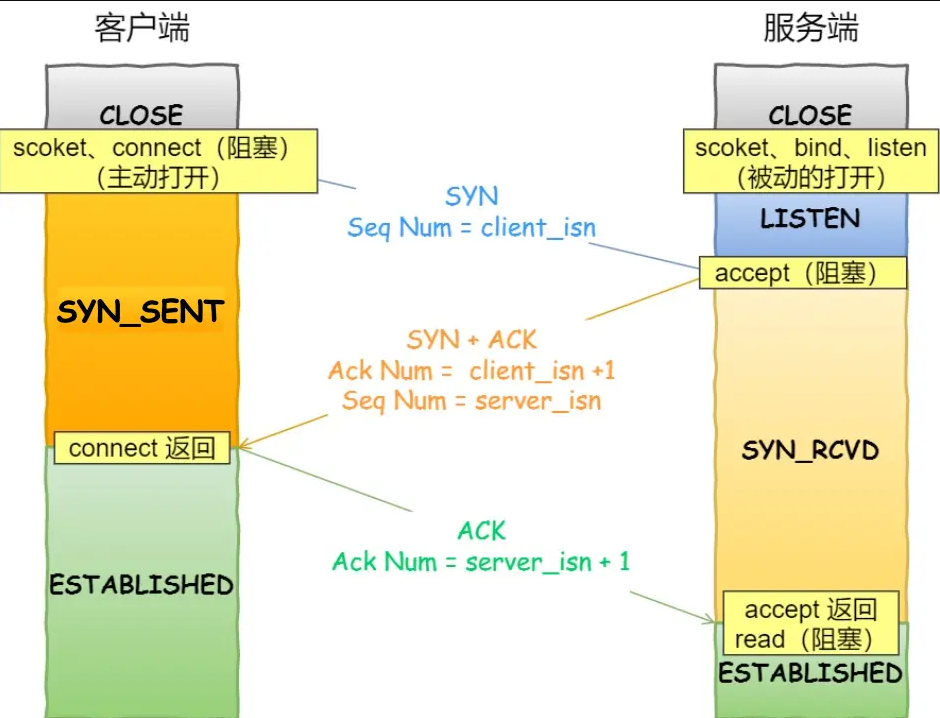 客户端
服务端
CLOSE
CLOSE
scoket、connect（阻塞）
（主动打开）
scoket、bind、listen
（被动的打开）
SYN
Seq Num = client_isn
LISTEN
accept（阻塞）
SYN_SENT
SYN + ACK
Ack Num = client_isn +1
Seq Num = server_isn
connect 返回
SYN_RCVD
ACK
Ack Num = server_isn + 1
ESTABLISHED
accept 返回
read（阻塞）
ESTABLISHED